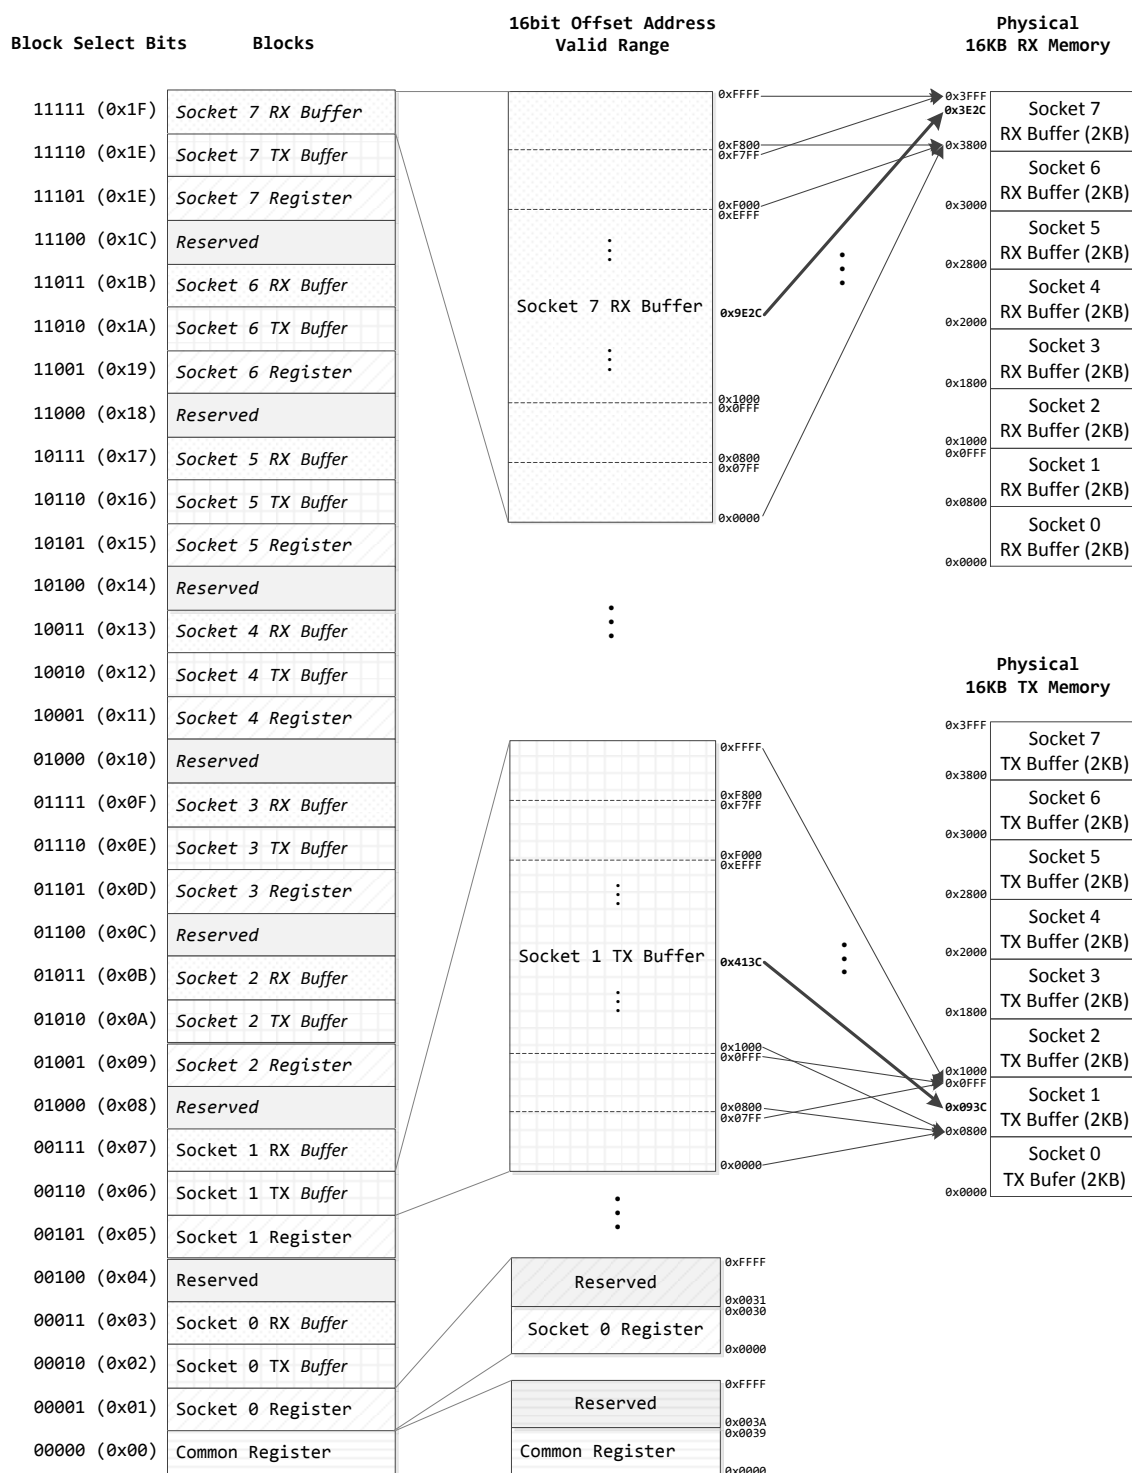 Block Select Bits
Blocks
16bit Offset Address
Valid Range
Physical
16KB RX Memory
11111 (0x1F) Socket 7 RX Buffer
11110 (0x1E) Socket 7 TX Buffer
11101 (0x1E) Socket 7 Register
11100 (0x1C) Reserved
11011 (0x1B) Socket 6 RX Buffer
11010 (0x1A) Socket 6 TX Buffer
11001 (0x19) Socket 6 Register
11000 (0x18) Reserved
10111 (0x17) Socket 5 RX Buffer
10110 (0x16) Socket 5 TX Buffer
10101 (0x15) Socket 5 Register
10100 (0x14) Reserved
10011 (0x13) Socket 4 RX Buffer
10010 (0x12) Socket 4 TX Buffer
10001 (0x11) Socket 4 Register
01000 (0x10) Reserved
01111 (0x0F) Socket 3 RX Buffer
01110 (0x0E) Socket 3 TX Buffer
01101 (0x0D) Socket 3 Register
01100 (0x0C) Reserved
01011 (0x0B) Socket 2 RX Buffer
01010 (0x0A) Socket 2 TX Buffer
01001 (0x09) Socket 2 Register
01000 (0x08) Reserved
00111 (0x07) Socket 1 RX Buffer
00110 (0x06) Socket 1 TX Buffer
00101 (0x05) Socket 1 Register
00100 (0x04) Reserved
00011 (0x03) Socket 0 RX Buffer
00010 (0x02) Socket 0 TX Buffer
00001 (0x01) Socket 0 Register
00000 (0x00) Common Register
0xFFFF
0xF800
0xF7FF
0xF000
0xEFFF
Socket 7 RX Buffer
0x9E2C
0x1000
0x0FFF
0x0800
0x07FF
0x0000
0x3FFF
0x3E2C
Socket 7
RX Buffer (2KB)
0x3800
Socket 6
RX Buffer (2KB)
0x3000
Socket 5
RX Buffer (2KB)
0x2800
Socket 4
RX Buffer (2KB)
0x2000
Socket 3
RX Buffer (2KB)
0x1800
Socket 2
RX Buffer (2KB)
0x1000
0x0FFF
Socket 1
RX Buffer (2KB)
0x0800
Socket 0
RX Buffer (2KB)
0x0000
0xFFFF
0xF800
0xF7FF
0xF000
0xEFFF
Socket 1 TX Buffer
0x413C
0x1000
0x0FFF
0x0800
0x07FF
0x0000
Physical
16KB TX Memory
0x3FFF
Socket 7
TX Buffer (2KB)
0x3800
Socket 6
TX Buffer (2KB)
0x3000
Socket 5
TX Buffer (2KB)
0x2800
Socket 4
TX Buffer (2KB)
0x2000
Socket 3
TX Buffer (2KB)
0x1800
Socket 2
TX Buffer (2KB)
0x1000
0x0FFF
Socket 1
0x093C
TX Buffer (2KB)
0x0800
Socket 0
TX Bufer (2KB)
0x0000
0xFFFF
Reserved
0x0031
0x0030
Socket 0 Register
0x0000
0xFFFF
Reserved
0x003A
0x0039
Common Register
0x0000